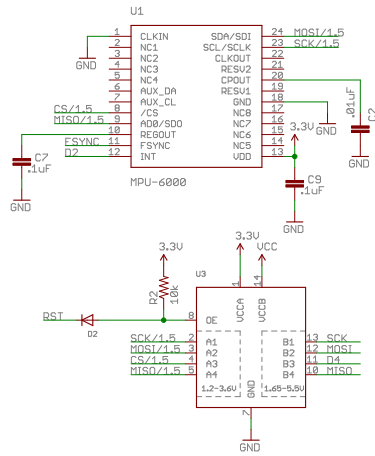 U1
1 CLKIN SDA/SDI 24 MOSI/1.5
2 NC1 SCL/SCLK 23 SCK/1.5
3 NC2 CLKOUT 22
4 NC3 RESV2 21
5 NC4 CPOUT 20
6 AUX_DA RESV1 19
7 AUX_CL GND 18
CS/1.5 8 /CS NC8 17
MISO/1.5 9 AD0/SDO NC7 16
10 REGOUT NC6 15
FSYNC 11 FSYNC NC5 14
D2 12 INT VDD 13
MPU-6000
GND
C7
.1uF
GND
GND
3.3V
.01uF
C2
GND
C9
.1uF
GND
3.3V
3.3V
VCC
U3
R2
10k
1 VCCA
14 VCCB
RST
D2
8 OE
SCK/1.5 2 A1 B1 13 SCK
MOSI/1.5 3 A2 B2 12 MOSI
CS/1.5 4 A3 B3 11 D4
MISO/1.5 5 A4 B4 10 MISO
1.2-3.6V GND 1.65-5.5V
7
GND